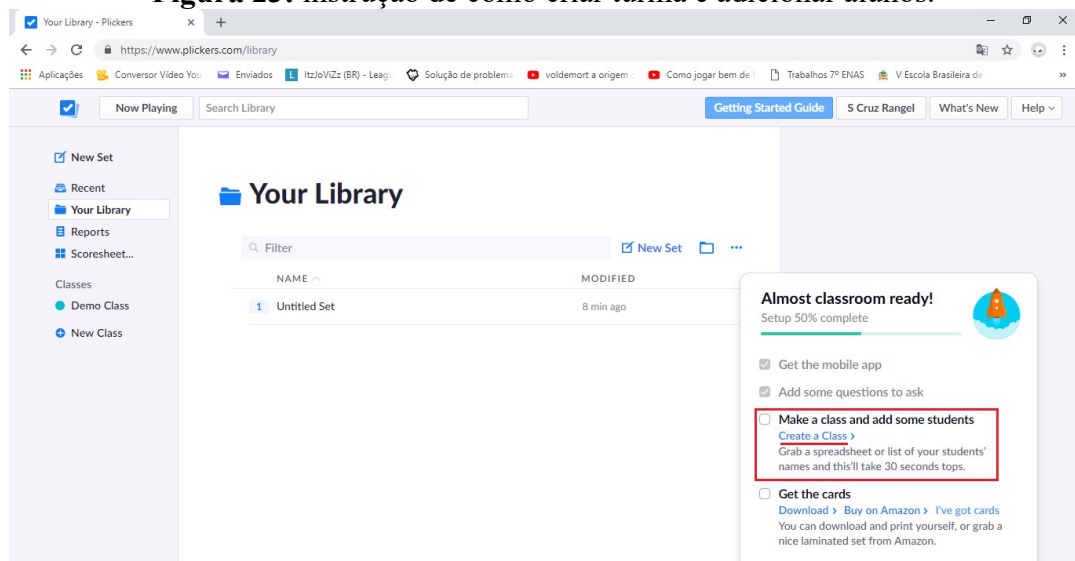 Figura 25: Instrução de como criar turma e adicionar alunos.
Your Library - Plickers
https://www.plickers.com/library
Aplicações Conversor Vídeo You Enviados ItzJoViZz (BR) - Leag Solução de problema voldemort a origem Como jogar bem de Trabalhos 7º ENAS V Escola Brasileira de
Now Playing Search Library Getting Started Guide S Cruz Rangel What's New Help
New Set
Recent
Your Library
Reports
Scoresheet...
Classes
Demo Class
New Class
Your Library
Filter New Set ...
NAME MODIFIED
1 Untitled Set 8 min ago
Almost classroom ready!
Setup 50% complete
Get the mobile app
Add some questions to ask
Make a class and add some students
Create a Class >
Grab a spreadsheet or list of your students'
names and this'll take 30 seconds tops.
Get the cards
Download > Buy on Amazon > I've got cards
You can download and print yourself, or grab a
nice laminated set from Amazon.